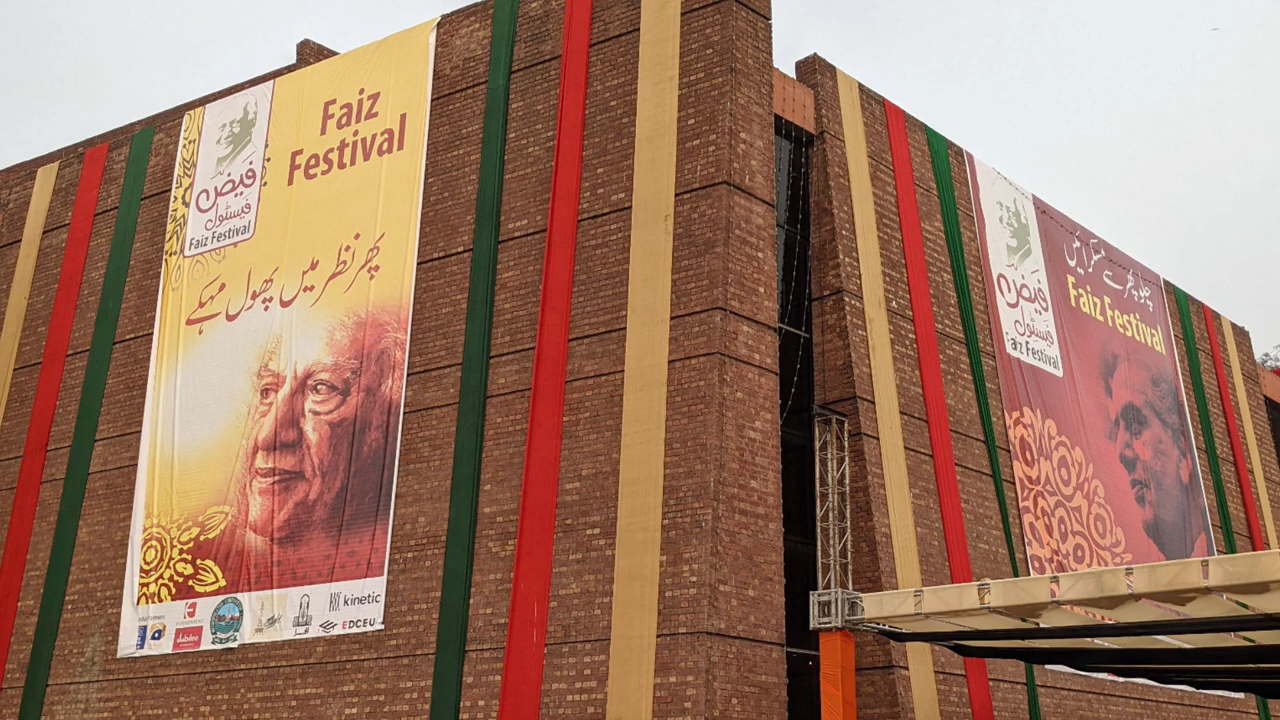 Faiz
Festival
فیض
فیسٹول
Faiz Festival
پھر نظر میں پھول مہکے
Jubilee
kinetic
EDCEU
چلو پھر سے مسکرائیں
Faiz Festival
فیض
فیسٹول
Faiz Festival